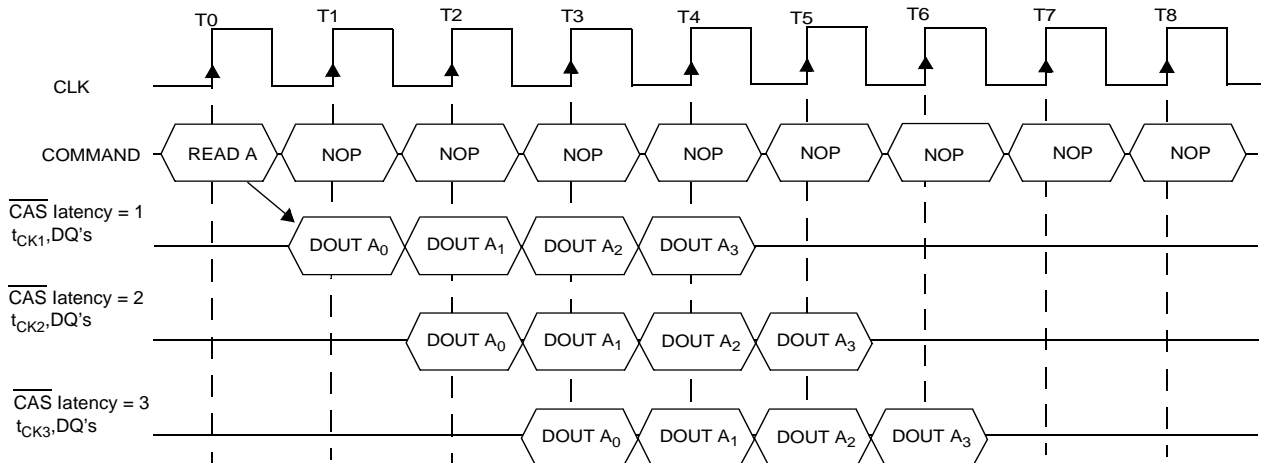 T0 T1 T2 T3 T4 T5 T6 T7 T8
CLK
COMMAND READ A NOP NOP NOP NOP NOP NOP NOP NOP
CAS latency = 1
tCK1,DQ's DOUT A0 DOUT A1 DOUT A2 DOUT A3
CAS latency = 2
tCK2,DQ's DOUT A0 DOUT A1 DOUT A2 DOUT A3
CAS latency = 3
tCK3,DQ's DOUT A0 DOUT A1 DOUT A2 DOUT A3